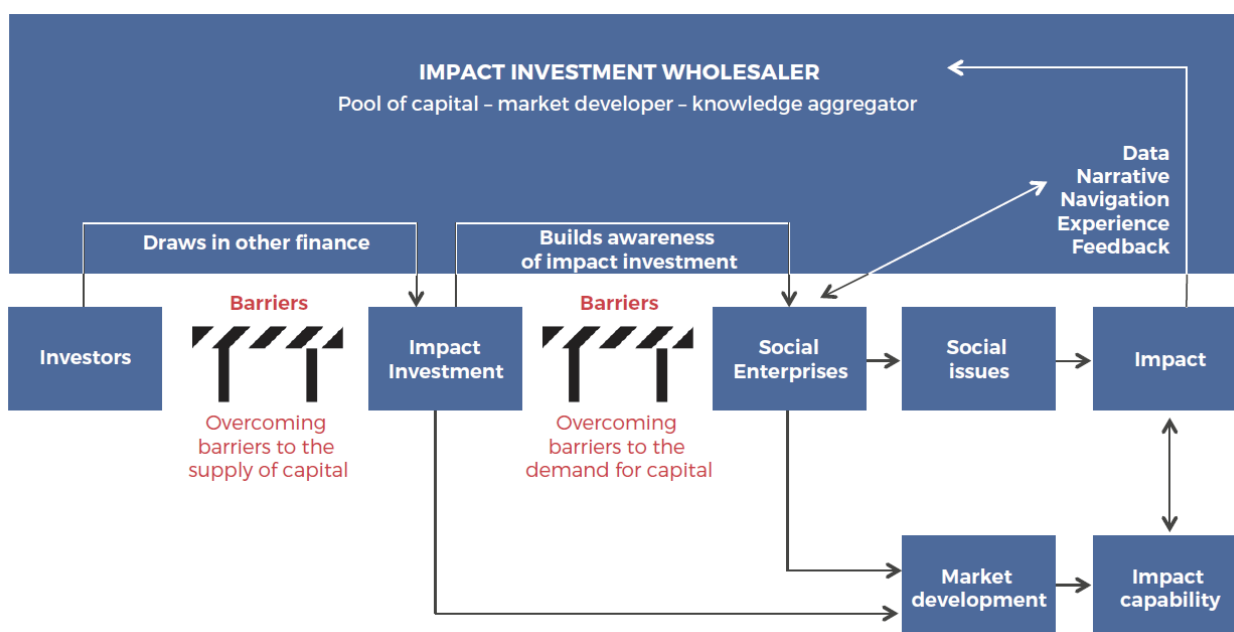 IMPACT INVESTMENT WHOLESALER
Pool of capital – market developer – knowledge aggregator
Data
Narrative
Navigation
Experience
Feedback
Draws in other finance
Builds awareness
of impact investment
Investors
Barriers
Overcoming
barriers to the
supply of capital
Impact
Investment
Barriers
Overcoming
barriers to the
demand for capital
Social
Enterprises
Social
issues
Impact
Market
development
Impact
capability